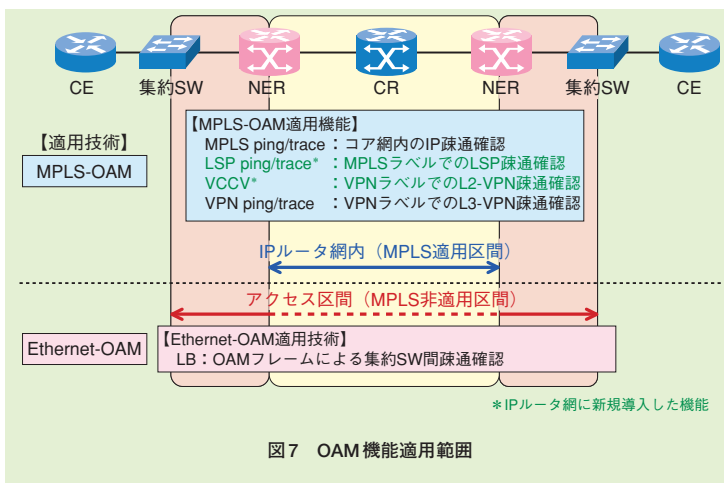 CE 集約SW NER CR NER 集約SW CE
【適用技術】
MPLS-OAM
【MPLS-OAM適用機能】
MPLS ping/trace：コア網内のIP疎通確認
LSP ping/trace*：MPLSラベルでのLSP疎通確認
VCCV*：VPNラベルでのL2-VPN疎通確認
VPN ping/trace：VPNラベルでのL3-VPN疎通確認
IPルータ網内（MPLS適用区間）
アクセス区間（MPLS非適用区間）
Ethernet-OAM
【Ethernet-OAM適用技術】
LB：OAMフレームによる集約SW間疎通確認
＊IPルータ網に新規導入した機能
図7 OAM機能適用範囲